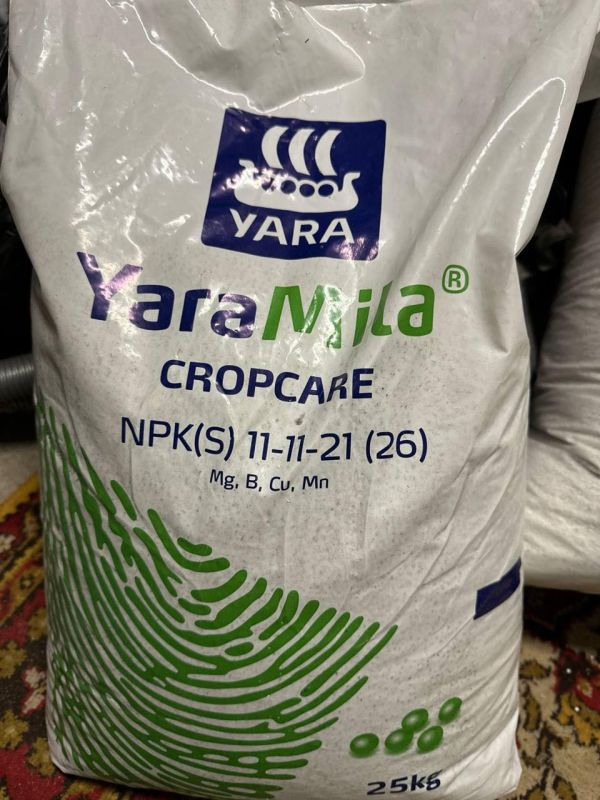 YARA
YaraMila®
CROPCARE
NPK(S) 11-11-21 (26)
Mg, B, Cu, Mn
25kg